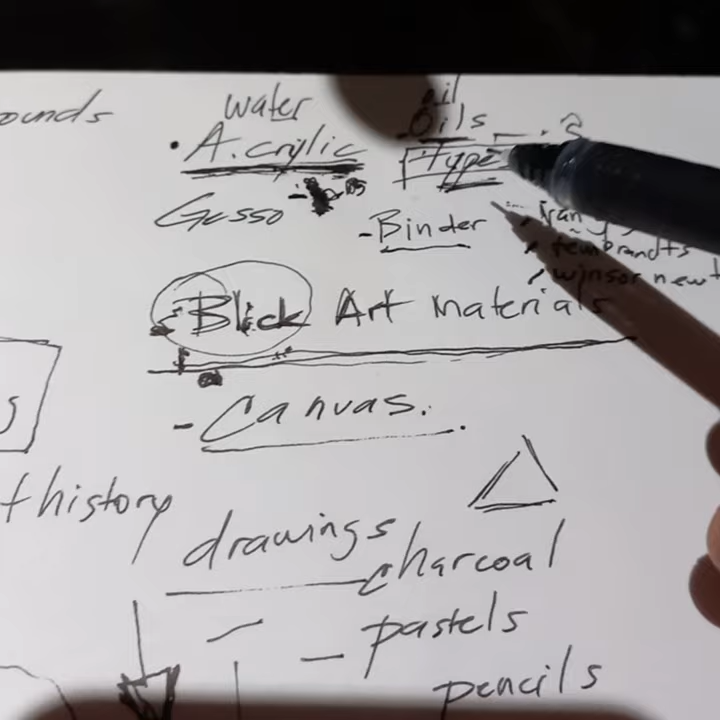 ounds
water
oil
Oils
A.crylic
type
Gesso
- Binder
tembrandts
winsor newt
Blick Art materials
- Canvas.
s
t history
drawings
charcoal
- pastels
pencils